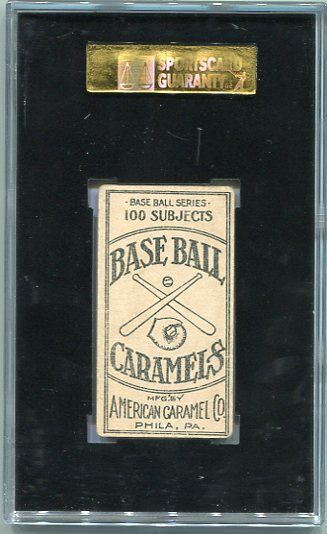 SPORTSCARD
GUARANTY
· BASE BALL SERIES ·
100 SUBJECTS
BASE BALL
CARAMELS
MFG. BY
AMERICAN CARAMEL CO.
PHILA, PA.